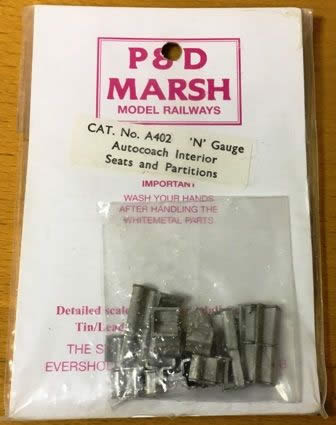 P&D
MARSH
MODEL RAILWAYS
CAT. No. A402 'N' Gauge
Autocoach Interior
Seats and Partitions
IMPORTANT
WASH YOUR HANDS
AFTER HANDLING THE
WHITEMETAL PARTS
Detailed scale
Tin/Lead
THE
EVERSHO